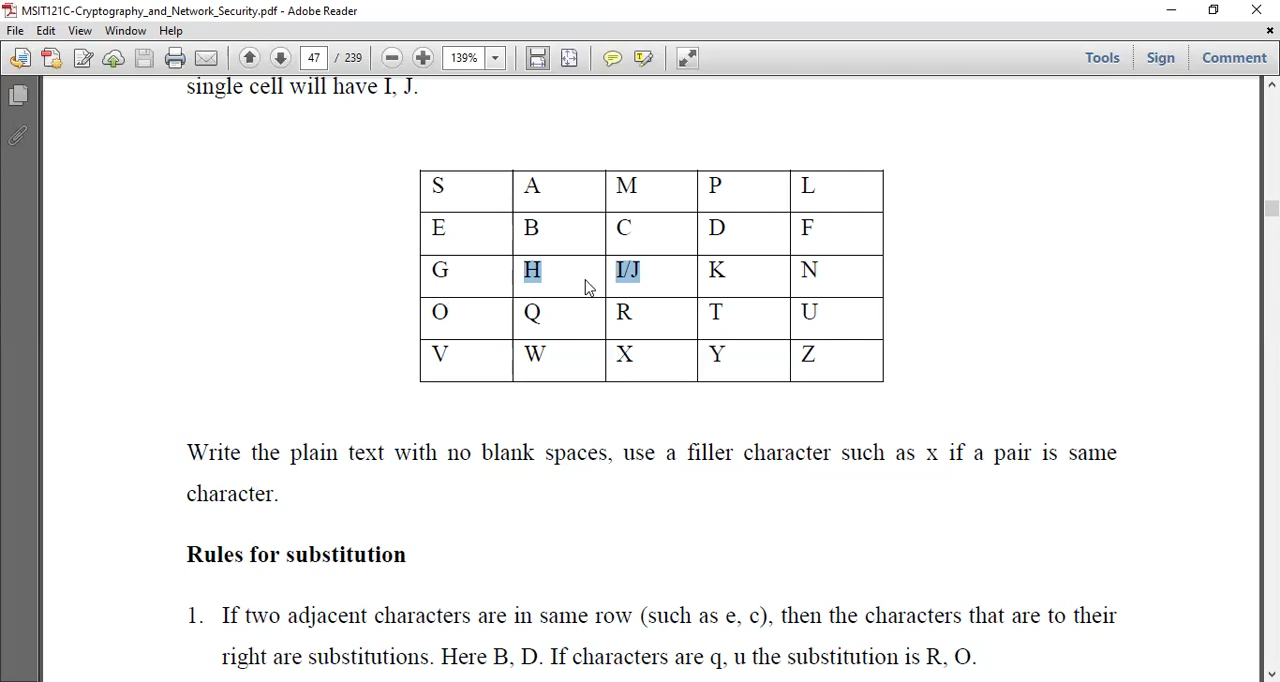 MSIT121C-Cryptography_and_Network_Security.pdf - Adobe Reader
File Edit View Window Help
47 / 239 139% Tools Sign Comment
single cell will have I, J.
S A M P L
E B C D F
G H I/J K N
O Q R T U
V W X Y Z
Write the plain text with no blank spaces, use a filler character such as x if a pair is same
character.
Rules for substitution
1. If two adjacent characters are in same row (such as e, c), then the characters that are to their
right are substitutions. Here B, D. If characters are q, u the substitution is R, O.